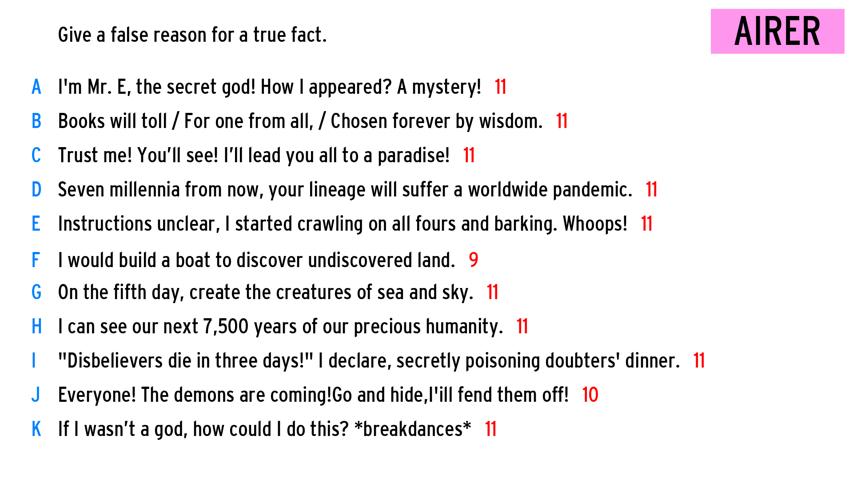 Give a false reason for a true fact.
AIRER
A I'm Mr. E, the secret god! How I appeared? A mystery! 11
B Books will toll / For one from all, / Chosen forever by wisdom. 11
C Trust me! You'll see! I'll lead you all to a paradise! 11
D Seven millennia from now, your lineage will suffer a worldwide pandemic. 11
E Instructions unclear, I started crawling on all fours and barking. Whoops! 11
F I would build a boat to discover undiscovered land. 9
G On the fifth day, create the creatures of sea and sky. 11
H I can see our next 7,500 years of our precious humanity. 11
I "Disbelievers die in three days!" I declare, secretly poisoning doubters' dinner. 11
J Everyone! The demons are coming!Go and hide,I'ill fend them off! 10
K If I wasn't a god, how could I do this? *breakdances* 11